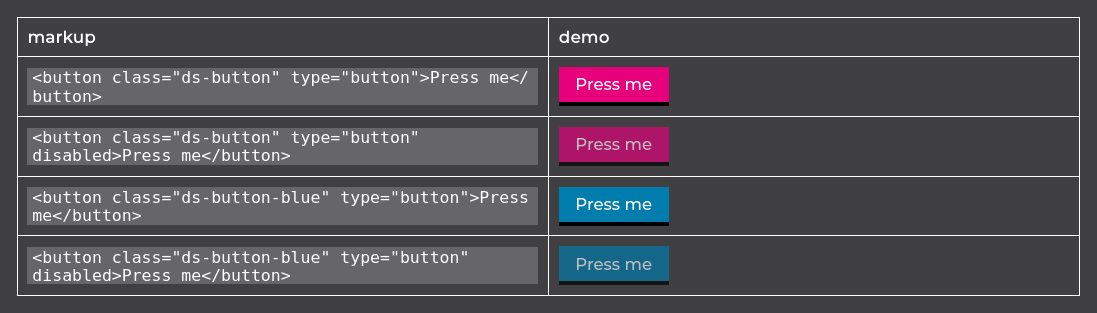 markup
demo
<button class="ds-button" type="button">Press me</
button>
Press me
<button class="ds-button" type="button"
disabled>Press me</button>
Press me
<button class="ds-button-blue" type="button">Press
me</button>
Press me
<button class="ds-button-blue" type="button"
disabled>Press me</button>
Press me